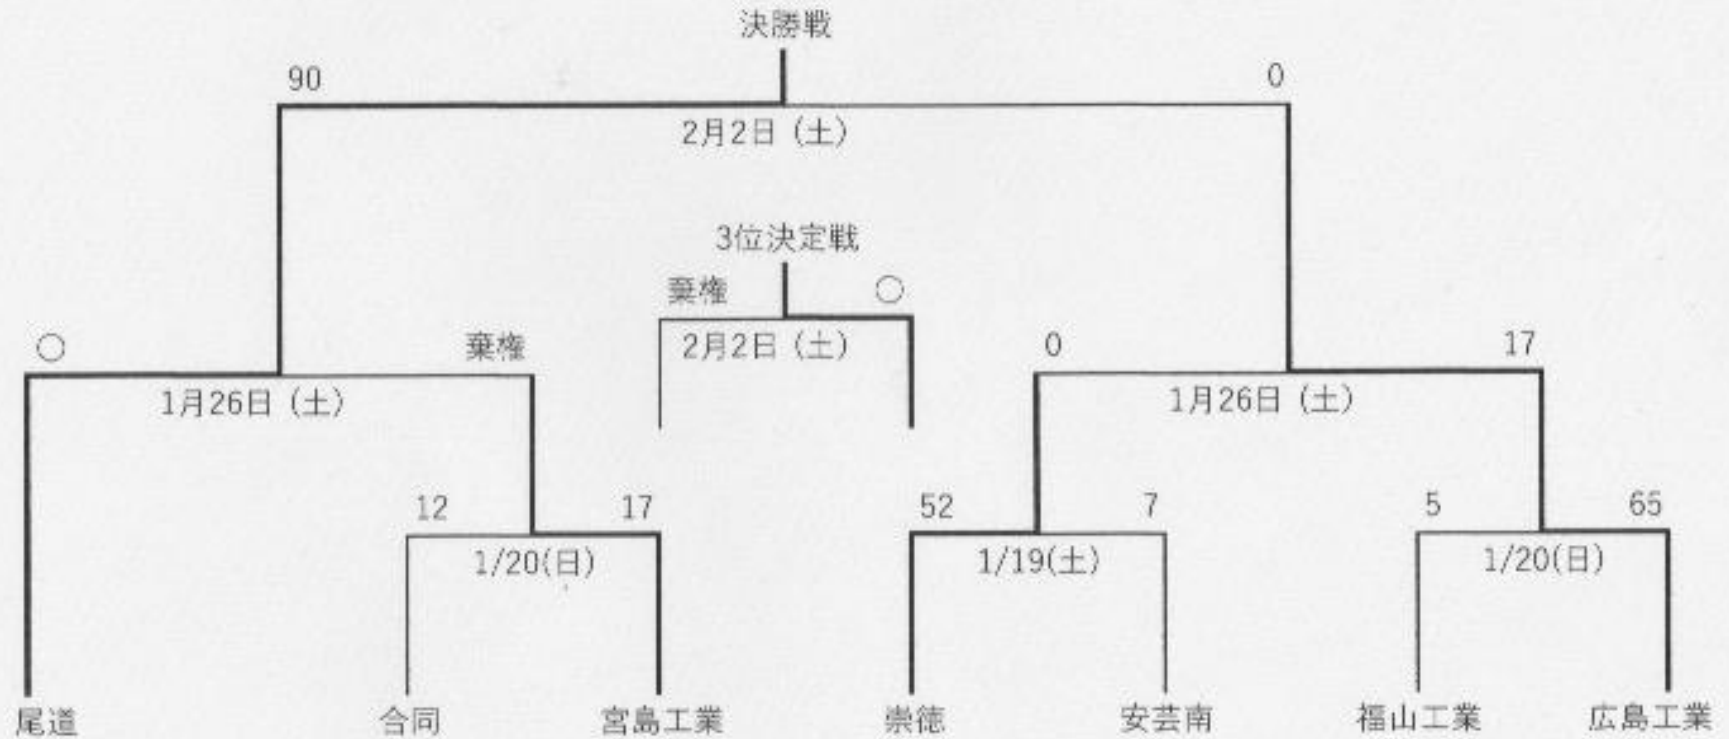 決勝戦
90
0
2月2日（土）
3位決定戦
棄権
○
2月2日（土）
○
棄権
1月26日（土）
0
17
1月26日（土）
12
17
1/20(日)
52
7
1/19(土)
5
65
1/20(日)
尾道
合同
宮島工業
崇徳
安芸南
福山工業
広島工業